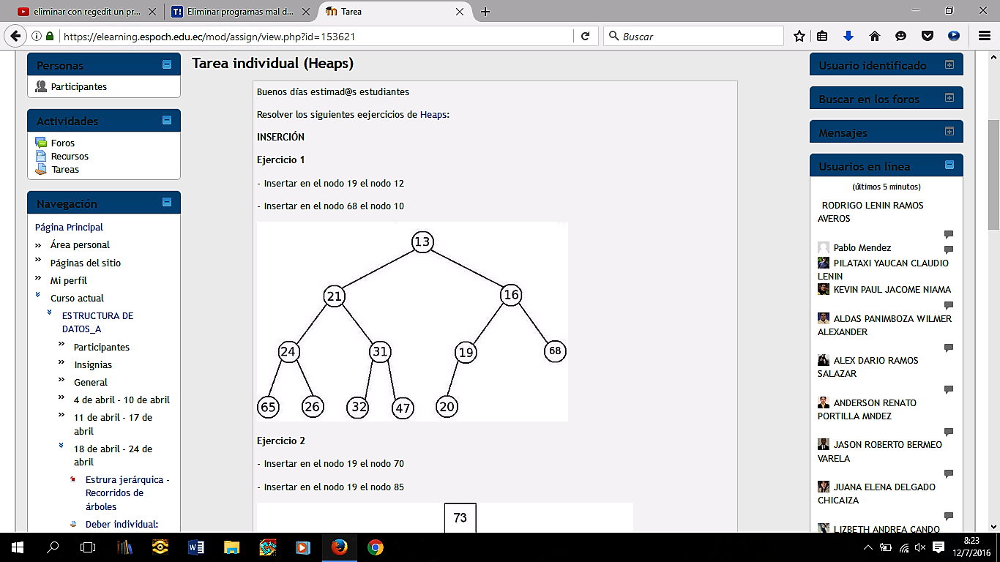 eliminar con regedit un pr...
Eliminar programas mal d...
Tarea
https://elearning.espoch.edu.ec/mod/assign/view.php?id=153621
Buscar
Personas
Participantes
Actividades
Foros
Recursos
Tareas
Navegación
Página Principal
Área personal
Páginas del sitio
Mi perfil
Curso actual
ESTRUCTURA DE
DATOS_A
Participantes
Insignias
General
4 de abril - 10 de abril
11 de abril - 17 de
abril
18 de abril - 24 de
abril
Estrura jerárquica -
Recorridos de
árboles
Deber individual:
Tarea individual (Heaps)
Buenos días estimad@s estudiantes
Resolver los siguientes eejercicios de Heaps:
INSERCIÓN
Ejercicio 1
- Insertar en el nodo 19 el nodo 12
- Insertar en el nodo 68 el nodo 10
13
21 16
24 31 19 68
65 26 32 47 20
Ejercicio 2
- Insertar en el nodo 19 el nodo 70
- Insertar en el nodo 19 el nodo 85
73
Usuario identificado
Buscar en los foros
Mensajes
Usuarios en línea
(últimos 5 minutos)
RODRIGO LENIN RAMOS
AVEROS
Pablo Mendez
PILATAXI YAUCAN CLAUDIO
LENIN
KEVIN PAUL JACOME NIAMA
ALDAS PANIMBOZA WILMER
ALEXANDER
ALEX DARIO RAMOS
SALAZAR
ANDERSON RENATO
PORTILLA MNDEZ
JASON ROBERTO BERMEO
VARELA
JUANA ELENA DELGADO
CHICAIZA
LIZBETH ANDREA CANDO
8:23
12/7/2016